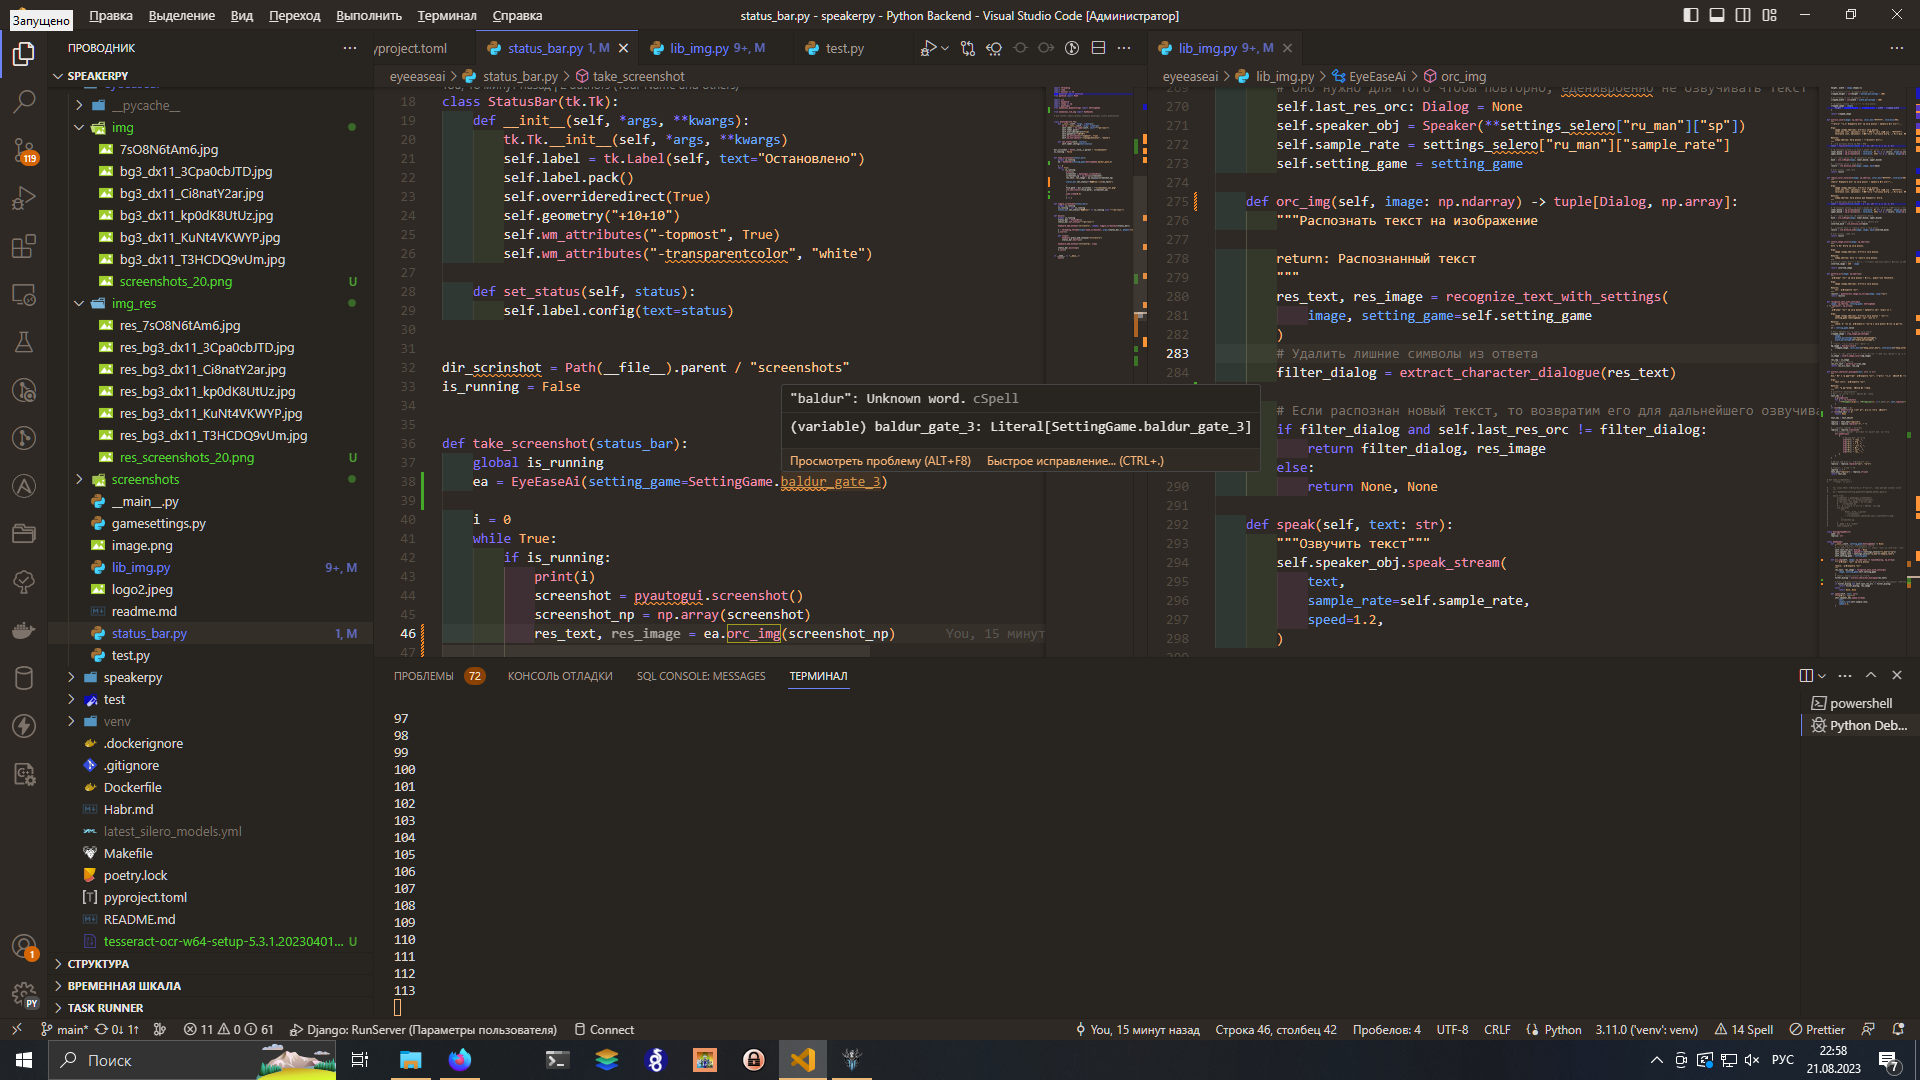 Запущено
Правка Выделение Вид Переход Выполнить Терминал Справка
status_bar.py - speakerpy - Python Backend - Visual Studio Code [Администратор]
ПРОВОДНИК
SPEAKERPY
__pycache__
img
7sO8N6tAm6.jpg
bg3_dx11_3Cpa0cbJTD.jpg
bg3_dx11_Ci8natY2ar.jpg
bg3_dx11_kp0dK8UtUz.jpg
bg3_dx11_KuNt4VKWYP.jpg
bg3_dx11_T3HCDQ9vUm.jpg
screenshots_20.png U
img_res
res_7sO8N6tAm6.jpg
res_bg3_dx11_3Cpa0cbJTD.jpg
res_bg3_dx11_Ci8natY2ar.jpg
res_bg3_dx11_kp0dK8UtUz.jpg
res_bg3_dx11_KuNt4VKWYP.jpg
res_bg3_dx11_T3HCDQ9vUm.jpg
res_screenshots_20.png U
screenshots
__main__.py
gamesettings.py
image.png
lib_img.py 9+, M
logo2.jpeg
readme.md
status_bar.py 1, M
test.py
speakerpy
test
venv
.dockerignore
.gitignore
Dockerfile
Habr.md
latest_silero_models.yml
Makefile
poetry.lock
pyproject.toml
README.md
tesseract-ocr-w64-setup-5.3.1.20230401... U
СТРУКТУРА
ВРЕМЕННАЯ ШКАЛА
TASK RUNNER
119
1
PY
pyproject.toml status_bar.py 1, M lib_img.py 9+, M test.py
eyeeaseai > status_bar.py > take_screenshot
18 class StatusBar(tk.Tk):
19 def __init__(self, *args, **kwargs):
20 tk.Tk.__init__(self, *args, **kwargs)
21 self.label = tk.Label(self, text="Остановлено")
22 self.label.pack()
23 self.overrideredirect(True)
24 self.geometry("+10+10")
25 self.wm_attributes("-topmost", True)
26 self.wm_attributes("-transparentcolor", "white")
27
28 def set_status(self, status):
29 self.label.config(text=status)
30
31
32 dir_scrinshot = Path(__file__).parent / "screenshots"
33 is_running = False
34
35
36 def take_screenshot(status_bar):
37 global is_running
38 ea = EyeEaseAi(setting_game=SettingGame.baldur_gate_3)
39
40 i = 0
41 while True:
42 if is_running:
43 print(i)
44 screenshot = pyautogui.screenshot()
45 screenshot_np = np.array(screenshot)
46 res_text, res_image = ea.orc_img(screenshot_np) You, 15 минут
47
"baldur": Unknown word. cSpell
(variable) baldur_gate_3: Literal[SettingGame.baldur_gate_3]
Просмотреть проблему (ALT+F8) Быстрое исправление... (CTRL+.)
lib_img.py 9+, M
eyeeaseai > lib_img.py > EyeEaseAi > orc_img
269 # Оно нужно для того чтобы повторно, еденивроенно не озвучивать текст
270 self.last_res_orc: Dialog = None
271 self.speaker_obj = Speaker(**settings_selero["ru_man"]["sp"])
272 self.sample_rate = settings_selero["ru_man"]["sample_rate"]
273 self.setting_game = setting_game
274
275 def orc_img(self, image: np.ndarray) -> tuple[Dialog, np.array]:
276 """Распознать текст на изображение
277
278 return: Распознанный текст
279 """
280 res_text, res_image = recognize_text_with_settings(
281 image, setting_game=self.setting_game
282 )
283 # Удалить лишние символы из ответа
284 filter_dialog = extract_character_dialogue(res_text)
# Если распознан новый текст, то возвратим его для дальнейшего озвучива
if filter_dialog and self.last_res_orc != filter_dialog:
return filter_dialog, res_image
else:
290 return None, None
291
292 def speak(self, text: str):
293 """Озвучить текст"""
294 self.speaker_obj.speak_stream(
295 text,
296 sample_rate=self.sample_rate,
297 speed=1.2,
298 )
ПРОБЛЕМЫ 72 КОНСОЛЬ ОТЛАДКИ SQL CONSOLE: MESSAGES ТЕРМИНАЛ
97
98
99
100
101
102
103
104
105
106
107
108
109
110
111
112
113
powershell
Python Deb...
main* 0↓ 1↑ 11 0 61 Django: RunServer (Параметры пользователя) Connect
You, 15 минут назад Строка 46, столбец 42 Пробелов: 4 UTF-8 CRLF Python 3.11.0 ('venv': venv) 14 Spell Prettier
Поиск
РУС
22:58
21.08.2023
7